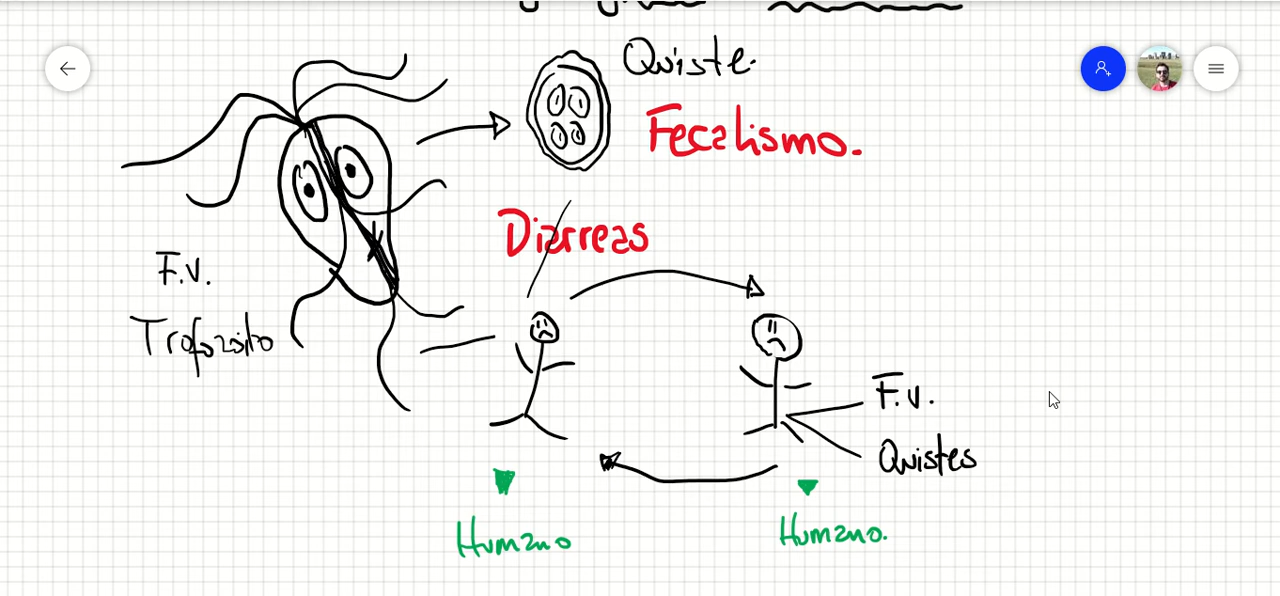 Quiste.
Fecalismo.
Diarreas
F.V.
Trofozoito
F.V.
Quistes
Humano
Humano.